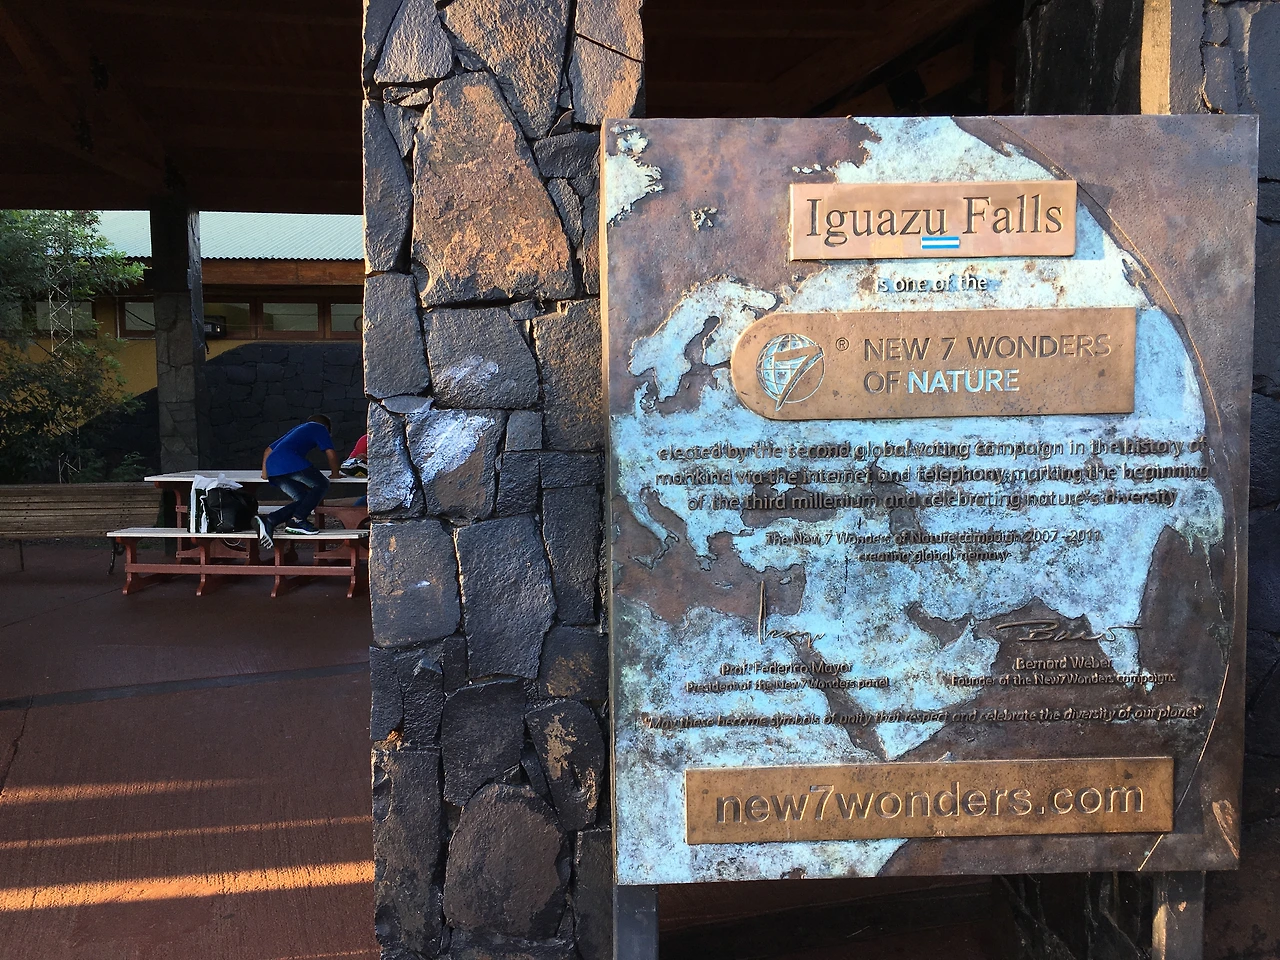 Iguazu Falls
is one of the
® NEW 7 WONDERS
OF NATURE
elected by the second global voting campaign in the history of
mankind via the internet and telephony, marking the beginning
of the third millenium and celebrating nature's diversity
The New 7 Wonders of Nature campaign 2007 - 2011
creating global memory
Prof. Federico Mayor
President of the New7Wonders panel
Bernard Weber
Founder of the New7Wonders campaigns
"May these become symbols of unity that respect and celebrate the diversity of our planet"
new7wonders.com